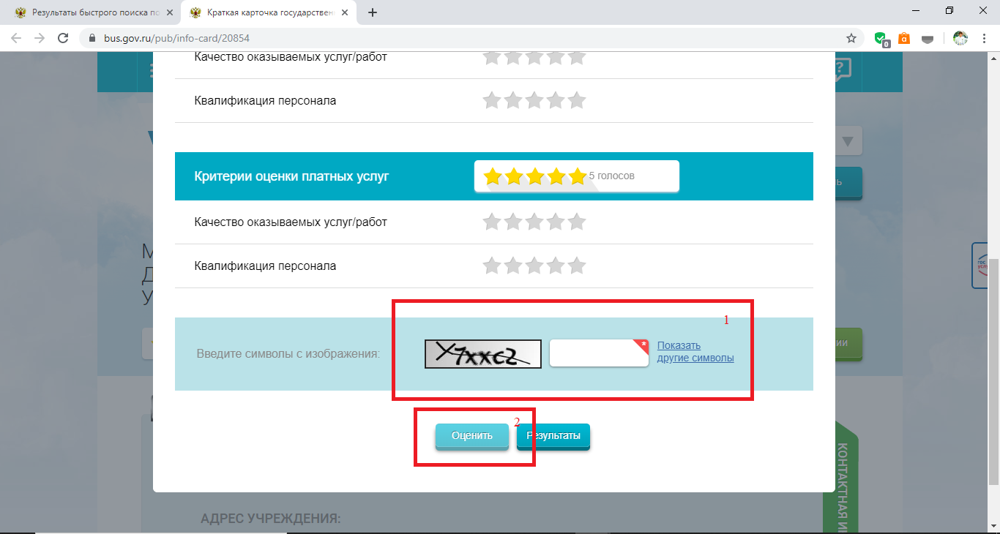 Результаты быстрого поиска по
Краткая карточка государствен
bus.gov.ru/pub/info-card/20854
0
Качество оказываемых услуг/работ
Квалификация персонала
Критерии оценки платных услуг
5 голосов
Качество оказываемых услуг/работ
Квалификация персонала
1
Введите символы с изображения:
Y7xxc2
*
Показать
другие символы
2
Оценить
Результаты
КОНТАКТНАЯ И
АДРЕС УЧРЕЖДЕНИЯ: